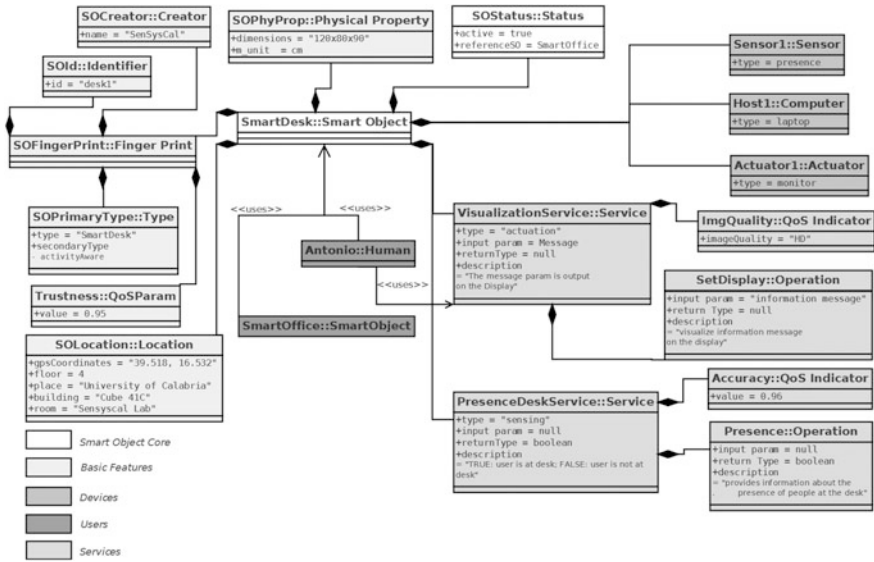 SOCreator::Creator
+name = "SenSysCal"
SOId::Identifier
+id = "desk1"
SOPhyProp::Physical Property
+dimensions = "120x80x90"
+m_unit = cm
SOStatus::Status
+active = true
+referenceSO = SmartOffice
Sensor1::Sensor
+type = presence
Host1::Computer
+type = laptop
Actuator1::Actuator
+type = monitor
SmartDesk::Smart Object
SOFingerPrint::Finger Print
SOPrimaryType::Type
+type = "SmartDesk"
+secondaryType
- activityAware
Trustness::QoSParam
+value = 0.95
SOLocation::Location
+gpsCoordinates = "39.518, 16.532"
+floor = 4
+place = "University of Calabria"
+building = "Cube 41C"
+room = "Sensyscal Lab"
<<uses>>
<<uses>>
Antonio::Human
<<uses>>
SmartOffice::SmartObject
VisualizationService::Service
+type = "actuation"
+input param = Message
+returnType = null
+description
= "The message param is output
on the Display"
ImgQuality::QoS Indicator
+imageQuality = "HD"
SetDisplay::Operation
+input param = "information message"
+return Type = null
+description
= "visualize information message
on the display"
PresenceDeskService::Service
+type = "sensing"
+input param = null
+returnType = boolean
+description
= "TRUE: user is at desk; FALSE: user is not at
desk"
Accuracy::QoS Indicator
+value = 0.96
Presence::Operation
+input param = null
+return Type = boolean
+description
= "provides information about the
. presence of people at the desk"
Smart Object Core
Basic Features
Devices
Users
Services